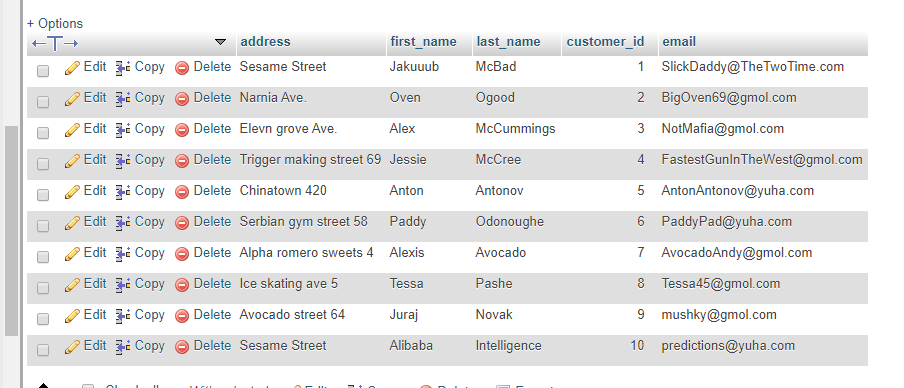 + Options
address first_name last_name customer_id email
Edit Copy Delete Sesame Street Jakuuub McBad 1 SlickDaddy@TheTwoTime.com
Edit Copy Delete Narnia Ave. Oven Ogood 2 BigOven69@gmol.com
Edit Copy Delete Elevn grove Ave. Alex McCummings 3 NotMafia@gmol.com
Edit Copy Delete Trigger making street 69 Jessie McCree 4 FastestGunInTheWest@gmol.com
Edit Copy Delete Chinatown 420 Anton Antonov 5 AntonAntonov@yuha.com
Edit Copy Delete Serbian gym street 58 Paddy Odonoughe 6 PaddyPad@yuha.com
Edit Copy Delete Alpha romero sweets 4 Alexis Avocado 7 AvocadoAndy@gmol.com
Edit Copy Delete Ice skating ave 5 Tessa Pashe 8 Tessa45@gmol.com
Edit Copy Delete Avocado street 64 Juraj Novak 9 mushky@gmol.com
Edit Copy Delete Sesame Street Alibaba Intelligence 10 predictions@yuha.com